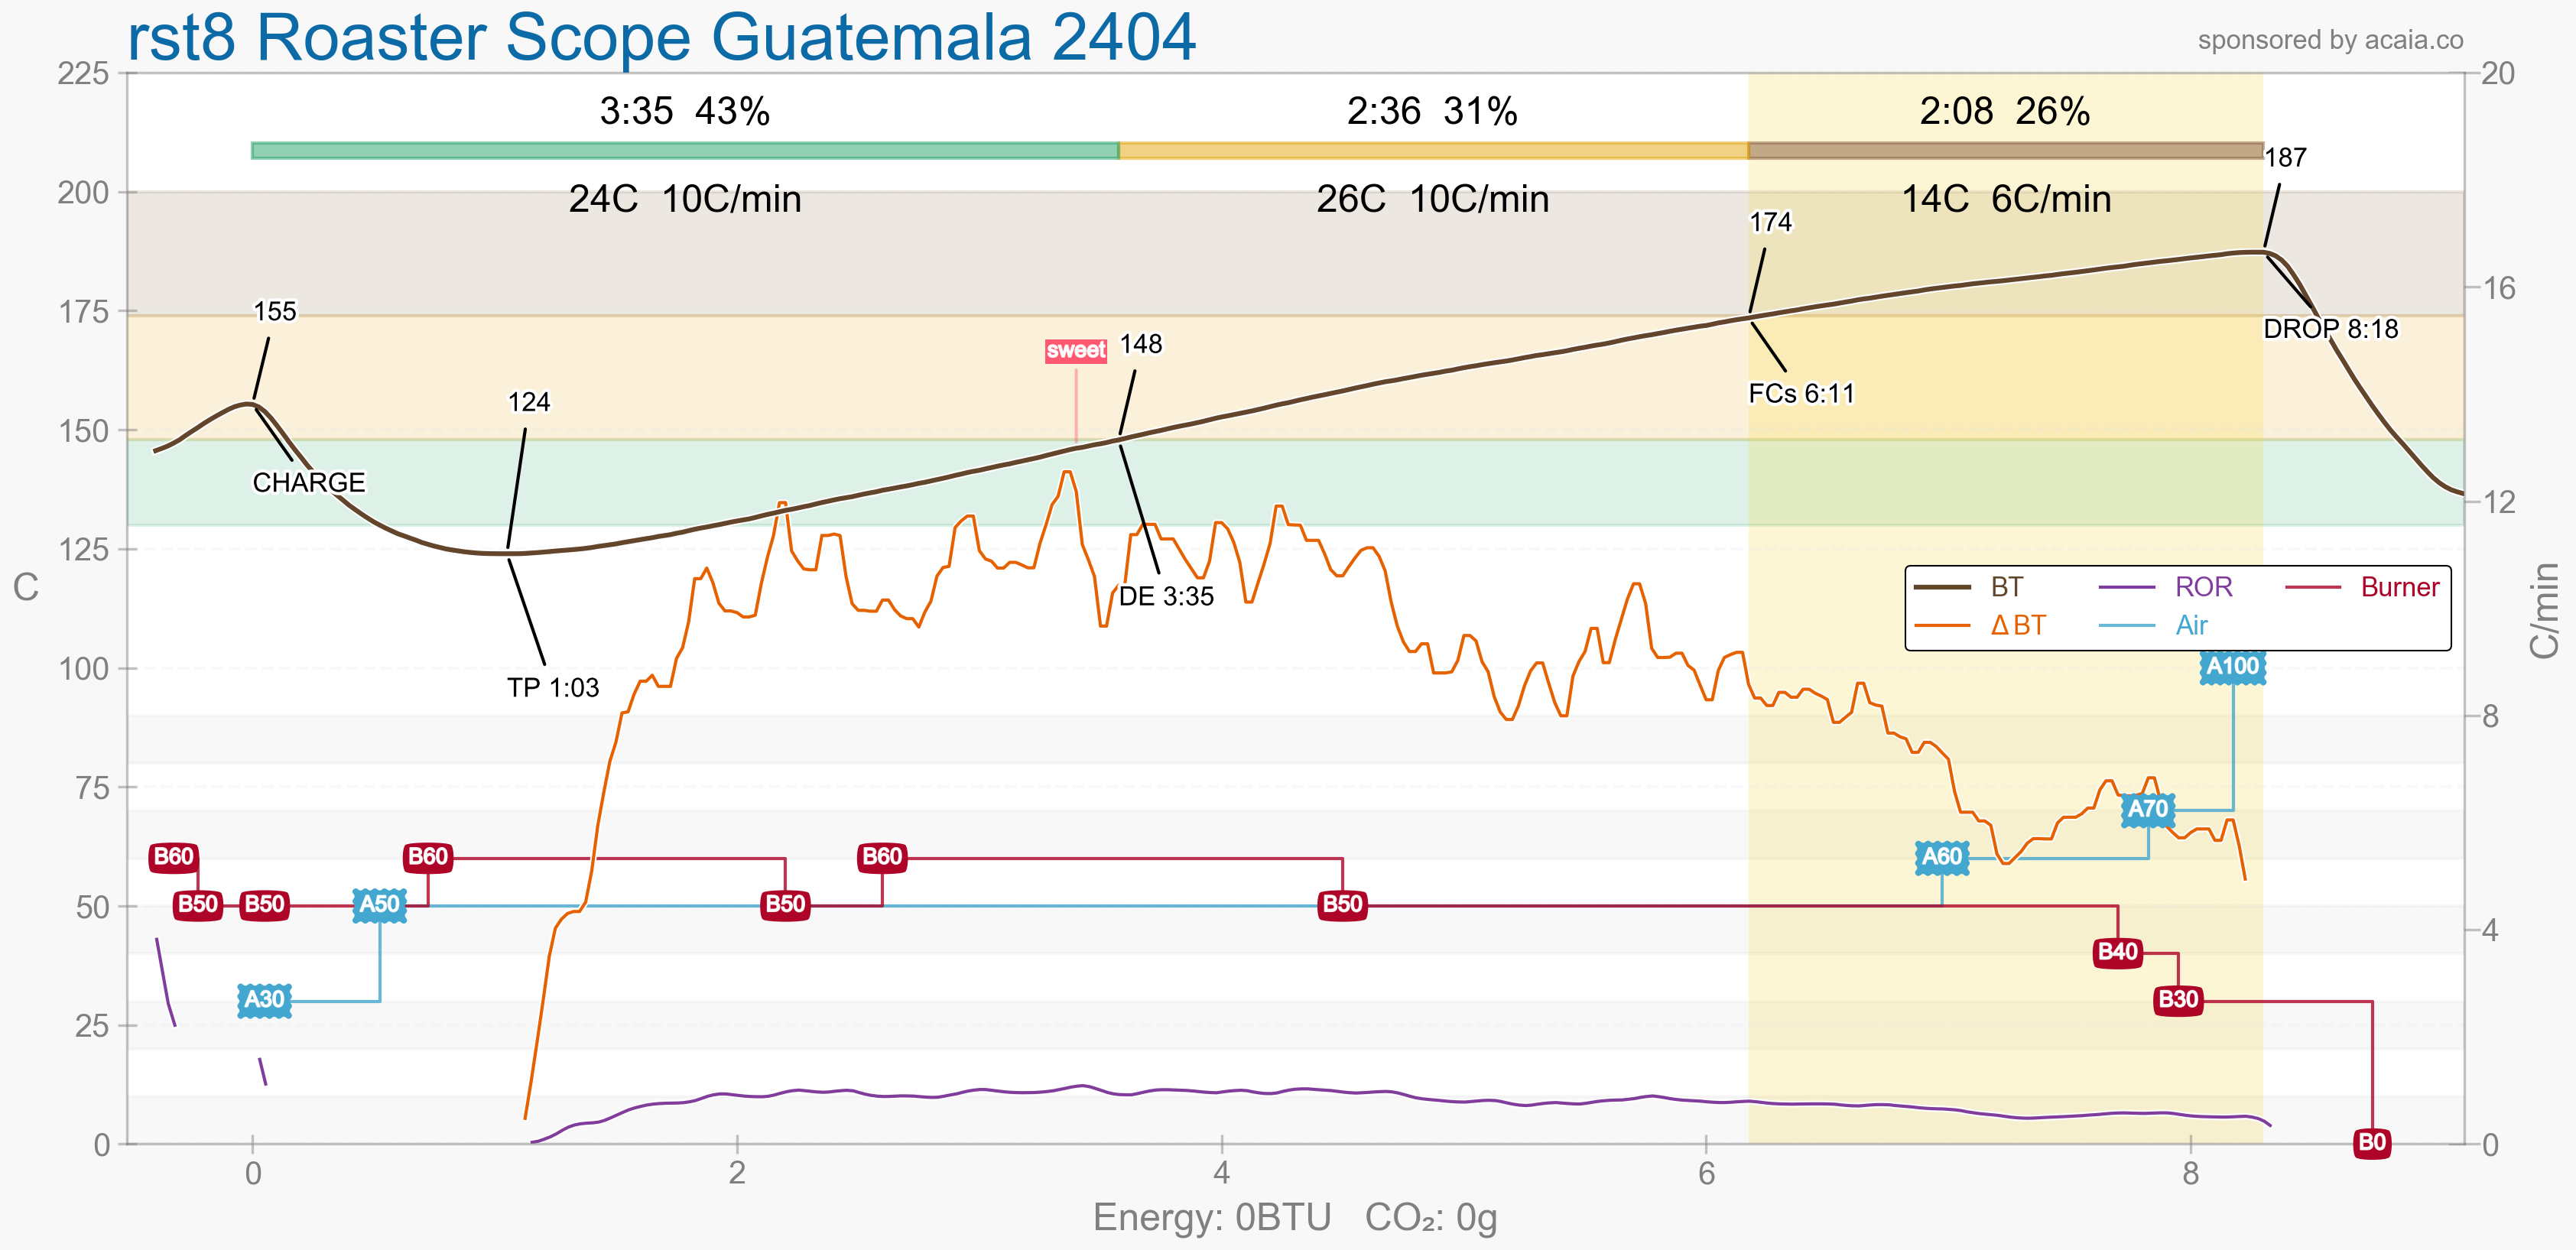 rst8 Roaster Scope Guatemala 2404
sponsored by acaia.co
225
20
3:35 43%
2:36 31%
2:08 26%
187
200
24C 10C/min
26C 10C/min
14C 6C/min
174
16
175
155
DROP 8:18
sweet
148
FCs 6:11
124
150
CHARGE
12
125
C
DE 3:35
C/min
BT
ROR
Burner
Δ BT
Air
100
A100
TP 1:03
8
75
A70
B60
B60
B60
A60
50
B50
B50
A50
B50
B50
4
B40
A30
B30
25
0
B0
0
0
2
4
6
8
Energy: 0BTU CO₂: 0g